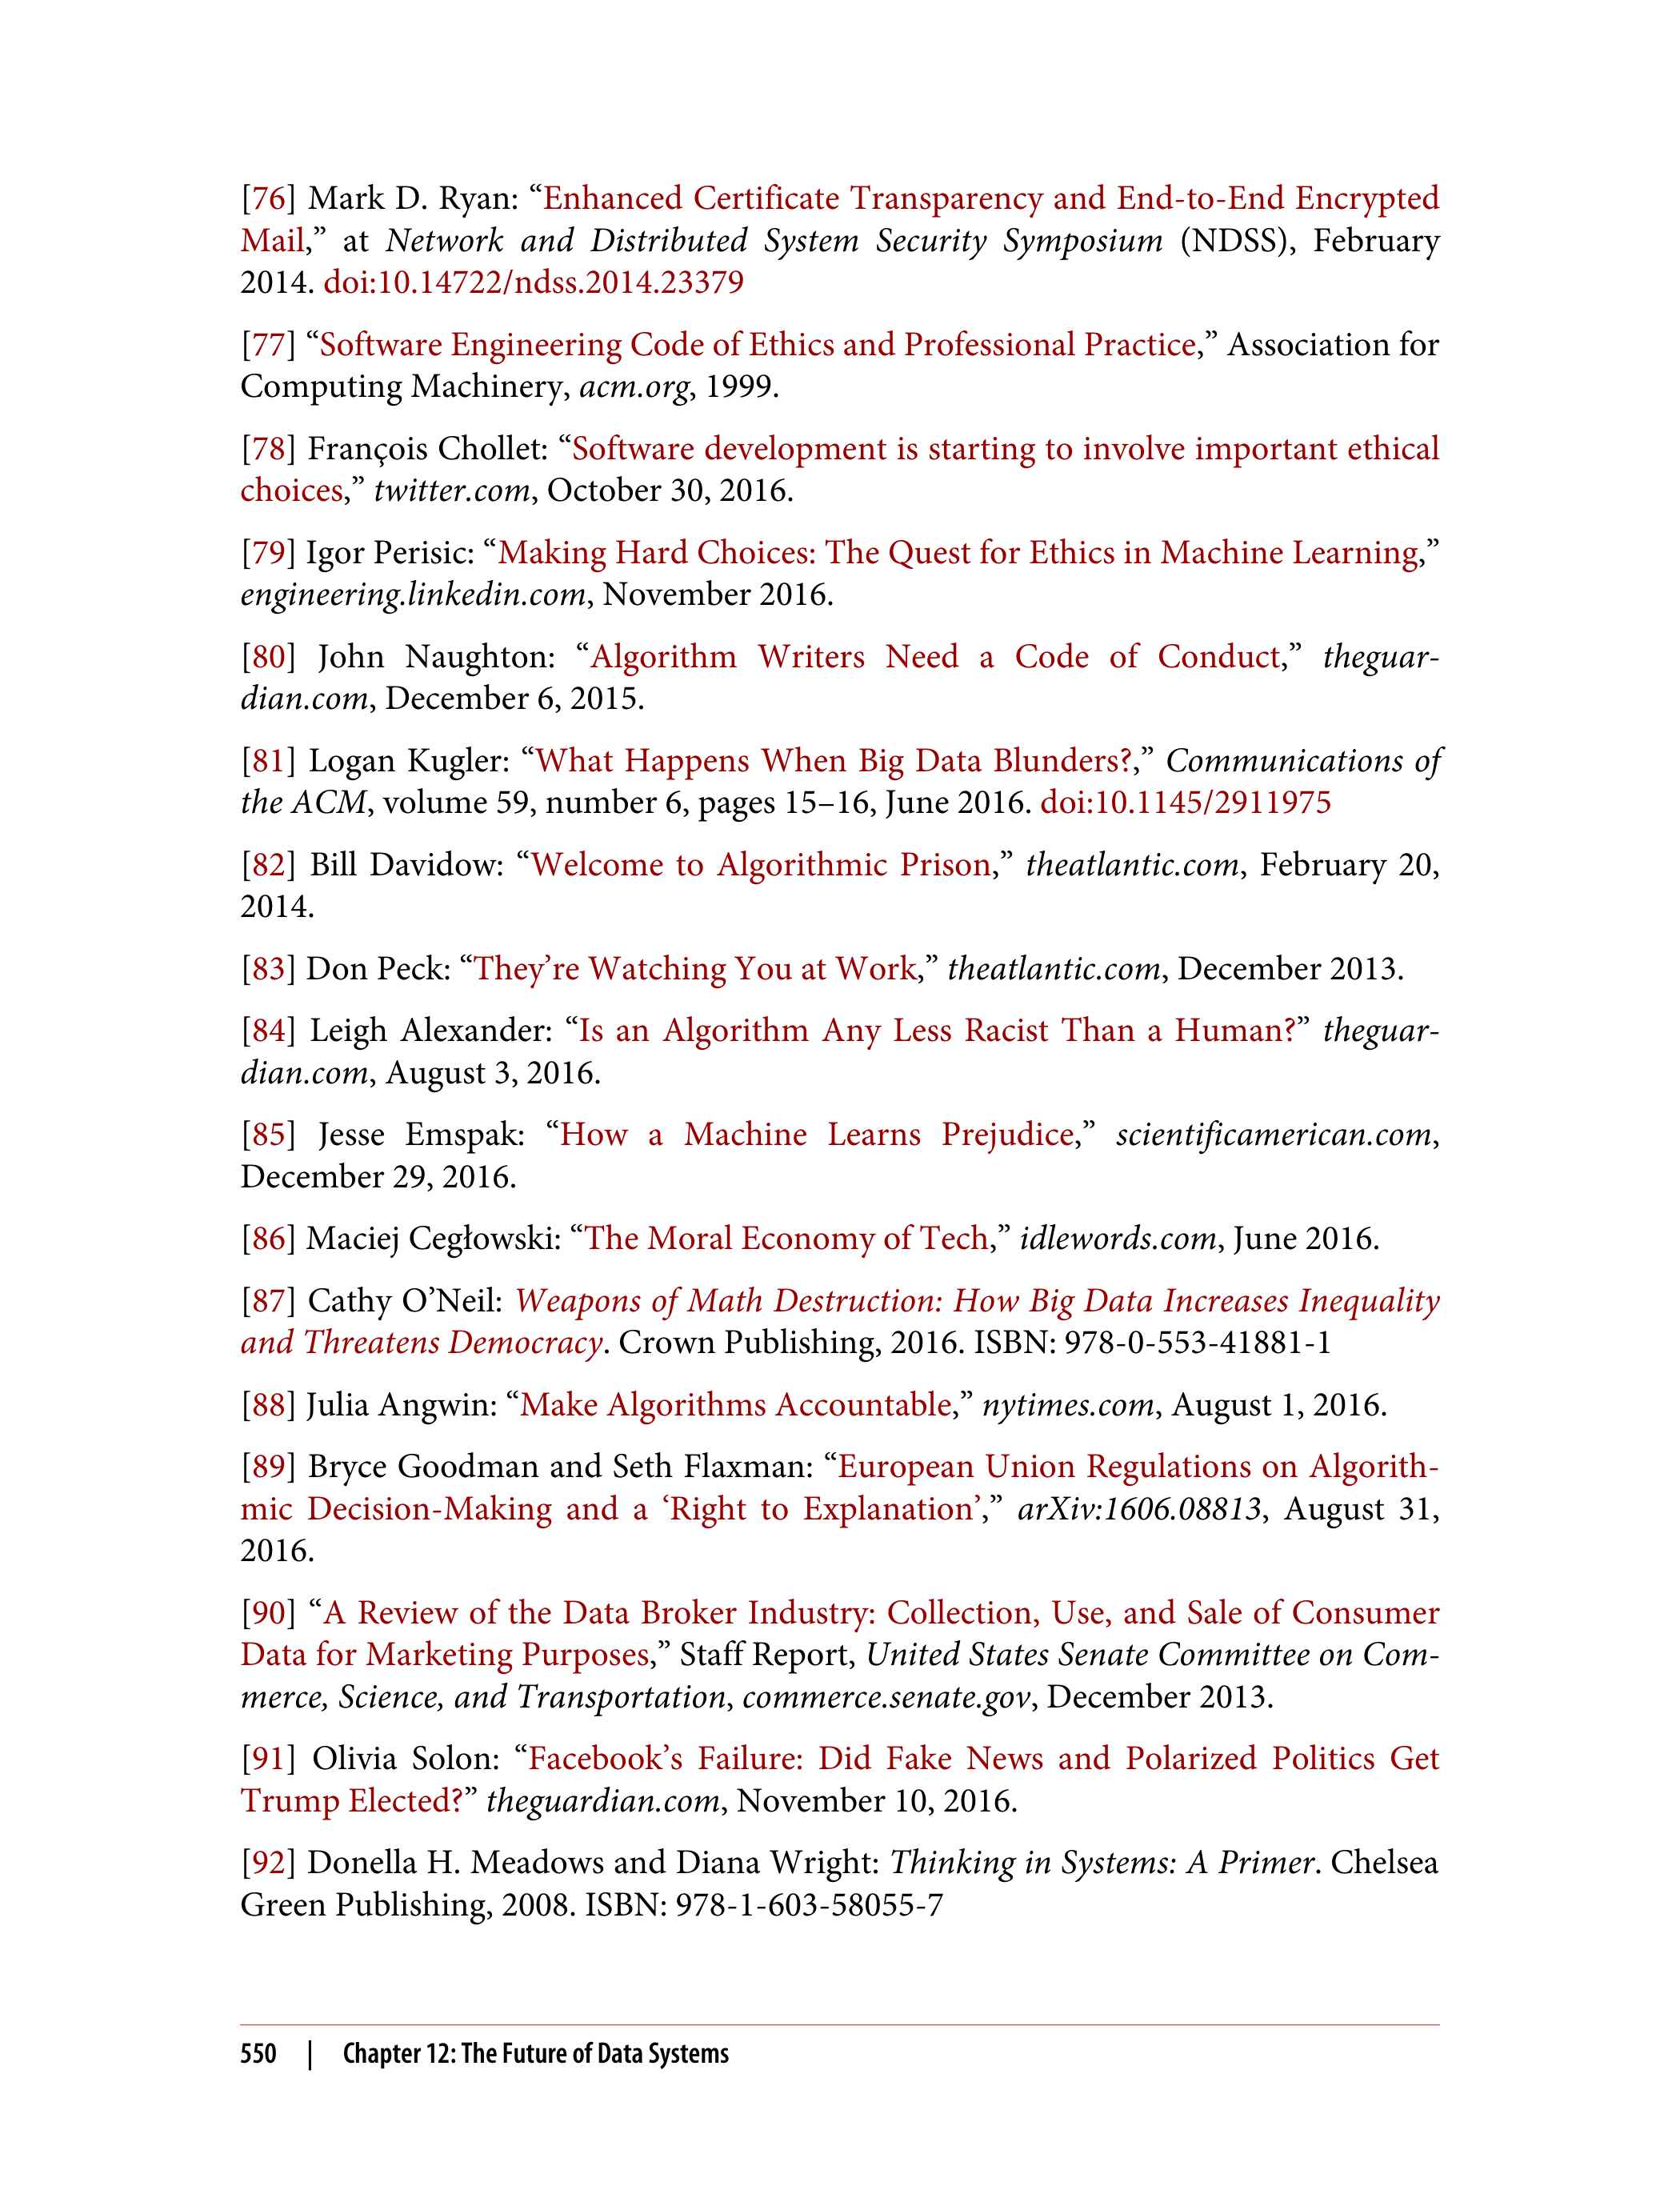 [76] Mark D. Ryan: “Enhanced Certificate Transparency and End-to-End Encrypted
Mail,” at Network and Distributed System Security Symposium (NDSS), February
2014. doi:10.14722/ndss.2014.23379
[77] “Software Engineering Code of Ethics and Professional Practice,” Association for
Computing Machinery, acm.org, 1999.
[78] François Chollet: “Software development is starting to involve important ethical
choices,” twitter.com, October 30, 2016.
[79] Igor Perisic: “Making Hard Choices: The Quest for Ethics in Machine Learning,”
engineering.linkedin.com, November 2016.
[80] John Naughton: “Algorithm Writers Need a Code of Conduct,” theguar-
dian.com, December 6, 2015.
[81] Logan Kugler: “What Happens When Big Data Blunders?,” Communications of
the ACM, volume 59, number 6, pages 15–16, June 2016. doi:10.1145/2911975
[82] Bill Davidow: “Welcome to Algorithmic Prison,” theatlantic.com, February 20,
2014.
[83] Don Peck: “They’re Watching You at Work,” theatlantic.com, December 2013.
[84] Leigh Alexander: “Is an Algorithm Any Less Racist Than a Human?” theguar-
dian.com, August 3, 2016.
[85] Jesse Emspak: “How a Machine Learns Prejudice,” scientificamerican.com,
December 29, 2016.
[86] Maciej Cegłowski: “The Moral Economy of Tech,” idlewords.com, June 2016.
[87] Cathy O’Neil: Weapons of Math Destruction: How Big Data Increases Inequality
and Threatens Democracy. Crown Publishing, 2016. ISBN: 978-0-553-41881-1
[88] Julia Angwin: “Make Algorithms Accountable,” nytimes.com, August 1, 2016.
[89] Bryce Goodman and Seth Flaxman: “European Union Regulations on Algorith-
mic Decision-Making and a ‘Right to Explanation’,” arXiv:1606.08813, August 31,
2016.
[90] “A Review of the Data Broker Industry: Collection, Use, and Sale of Consumer
Data for Marketing Purposes,” Staff Report, United States Senate Committee on Com-
merce, Science, and Transportation, commerce.senate.gov, December 2013.
[91] Olivia Solon: “Facebook’s Failure: Did Fake News and Polarized Politics Get
Trump Elected?” theguardian.com, November 10, 2016.
[92] Donella H. Meadows and Diana Wright: Thinking in Systems: A Primer. Chelsea
Green Publishing, 2008. ISBN: 978-1-603-58055-7
550 | Chapter 12: The Future of Data Systems